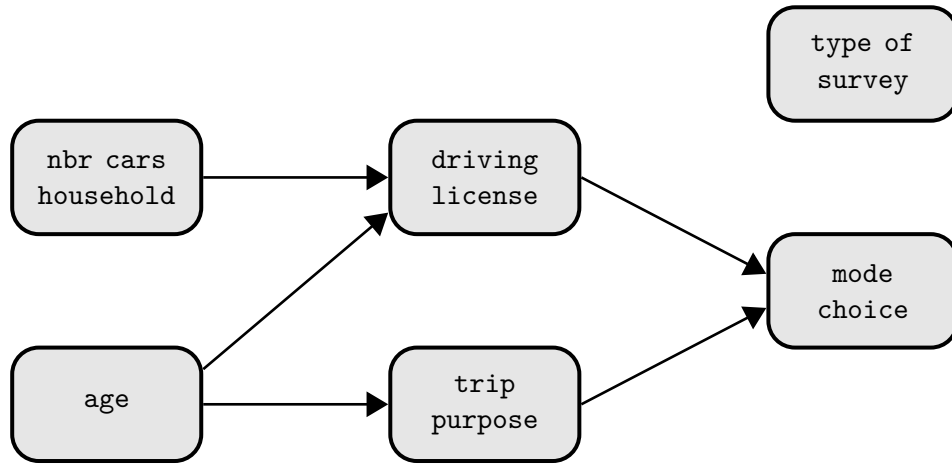 type of
survey
nbr cars
household
driving
license
mode
choice
age
trip
purpose